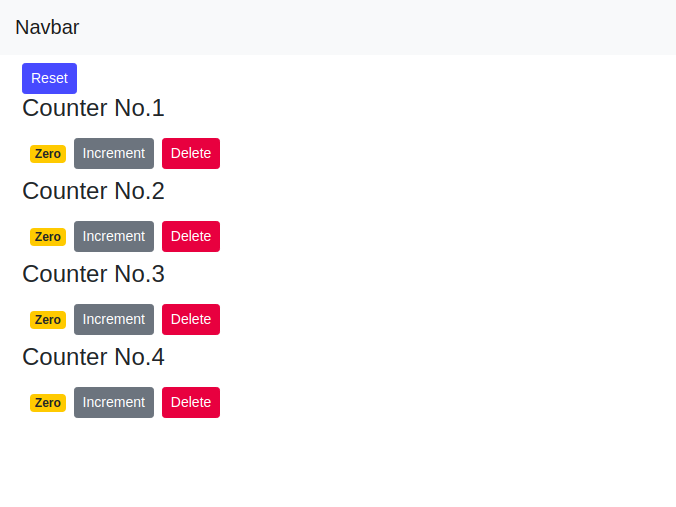 Navbar
Reset
Counter No.1
Zero Increment Delete
Counter No.2
Zero Increment Delete
Counter No.3
Zero Increment Delete
Counter No.4
Zero Increment Delete